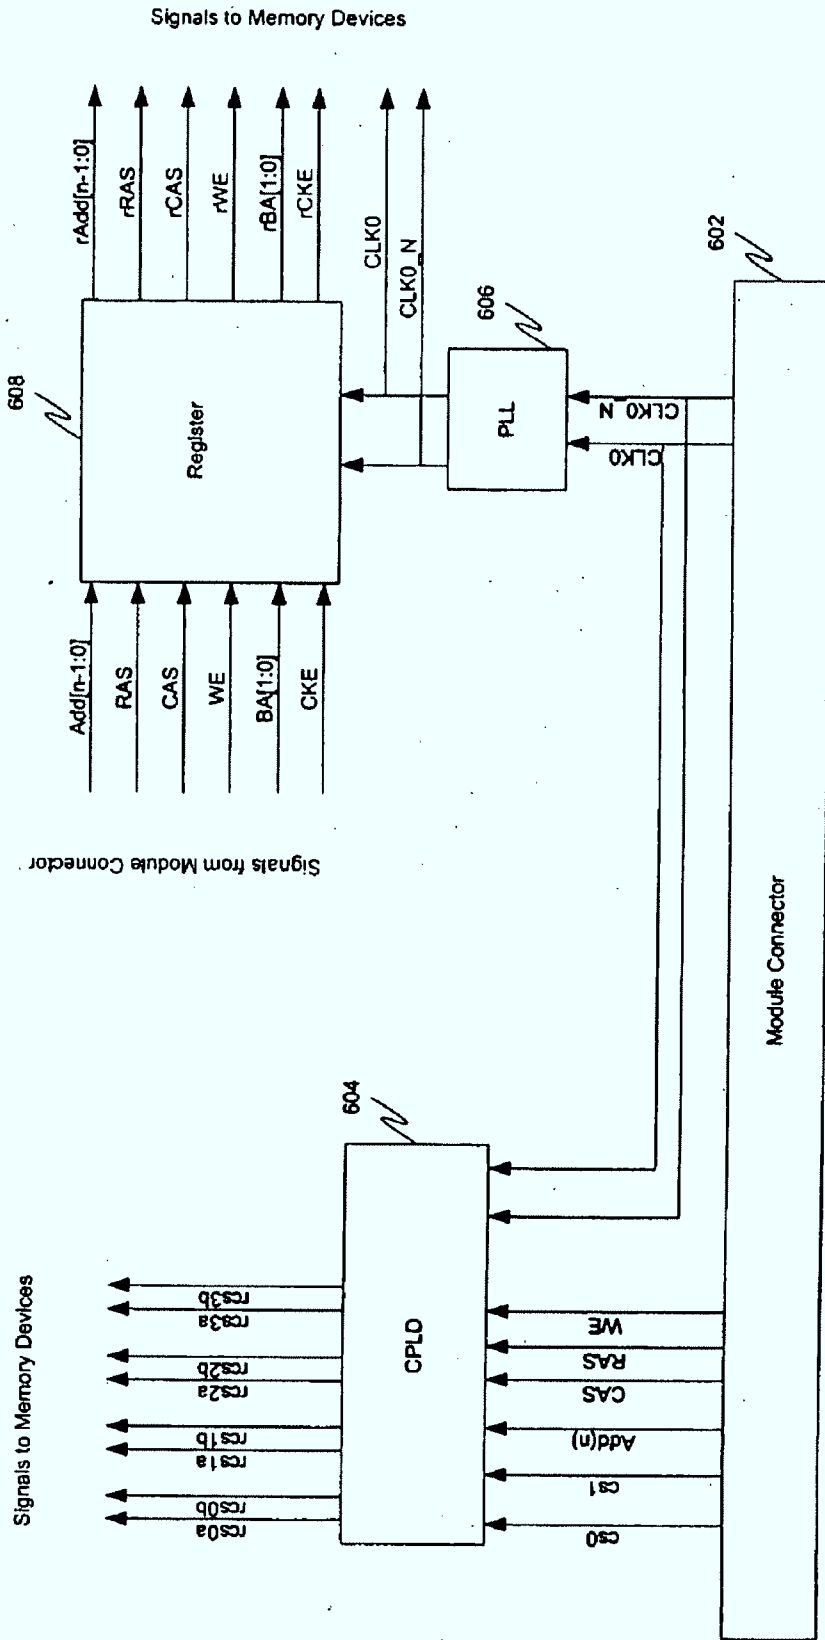 Signals to Memory Devices
rAdd[n-1:0]
rRAS
rCAS
rWE
rBA[1:0]
rCKE
CLK0
CLK0_N
608
Register
606
PLL
602
CLK0_N
CLK0
Add[n-1:0]
RAS
CAS
WE
BA[1:0]
CKE
Signals from Module Connector
Module Connector
604
CPLD
Signals to Memory Devices
rcs3b
rcs3a
rcs2b
rcs2a
rcs1b
rcs1a
rcs0b
rcs0a
WE
RAS
CAS
Add(n)
cs1
cs0